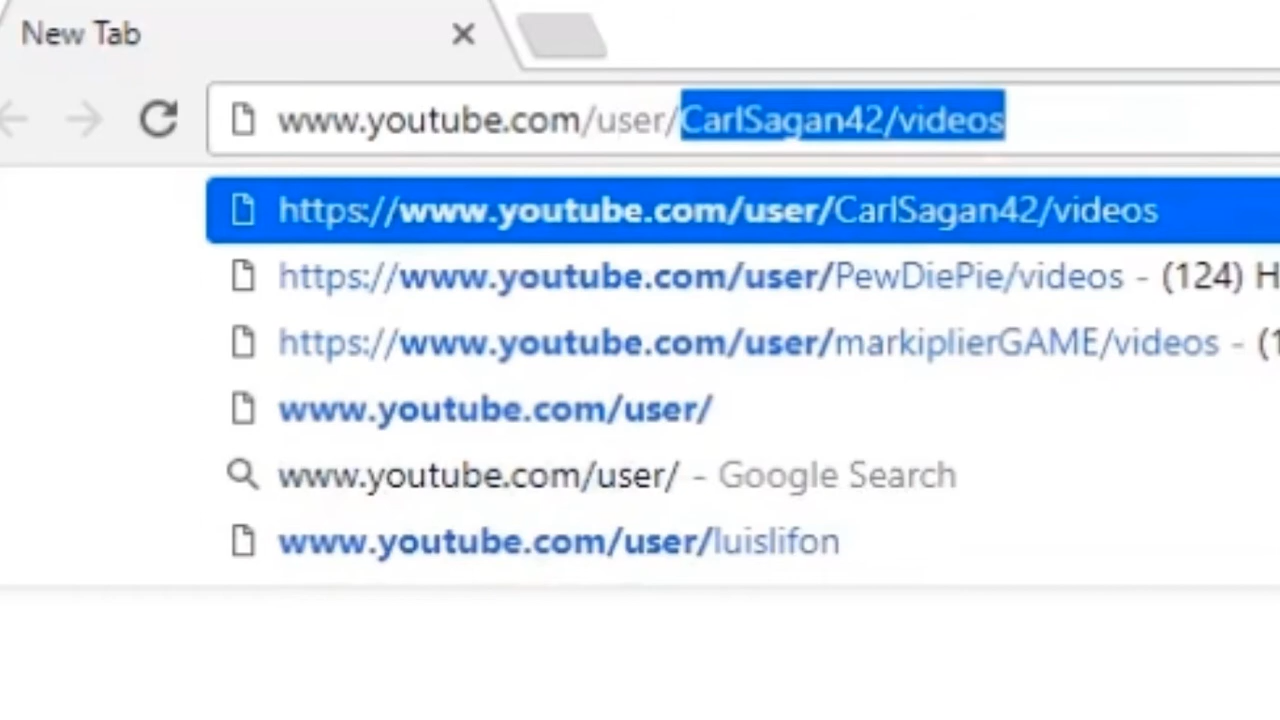 New Tab
www.youtube.com/user/CarlSagan42/videos
https://www.youtube.com/user/CarlSagan42/videos
https://www.youtube.com/user/PewDiePie/videos - (124) H
https://www.youtube.com/user/markiplierGAME/videos - (1
www.youtube.com/user/
www.youtube.com/user/ - Google Search
www.youtube.com/user/luislifon